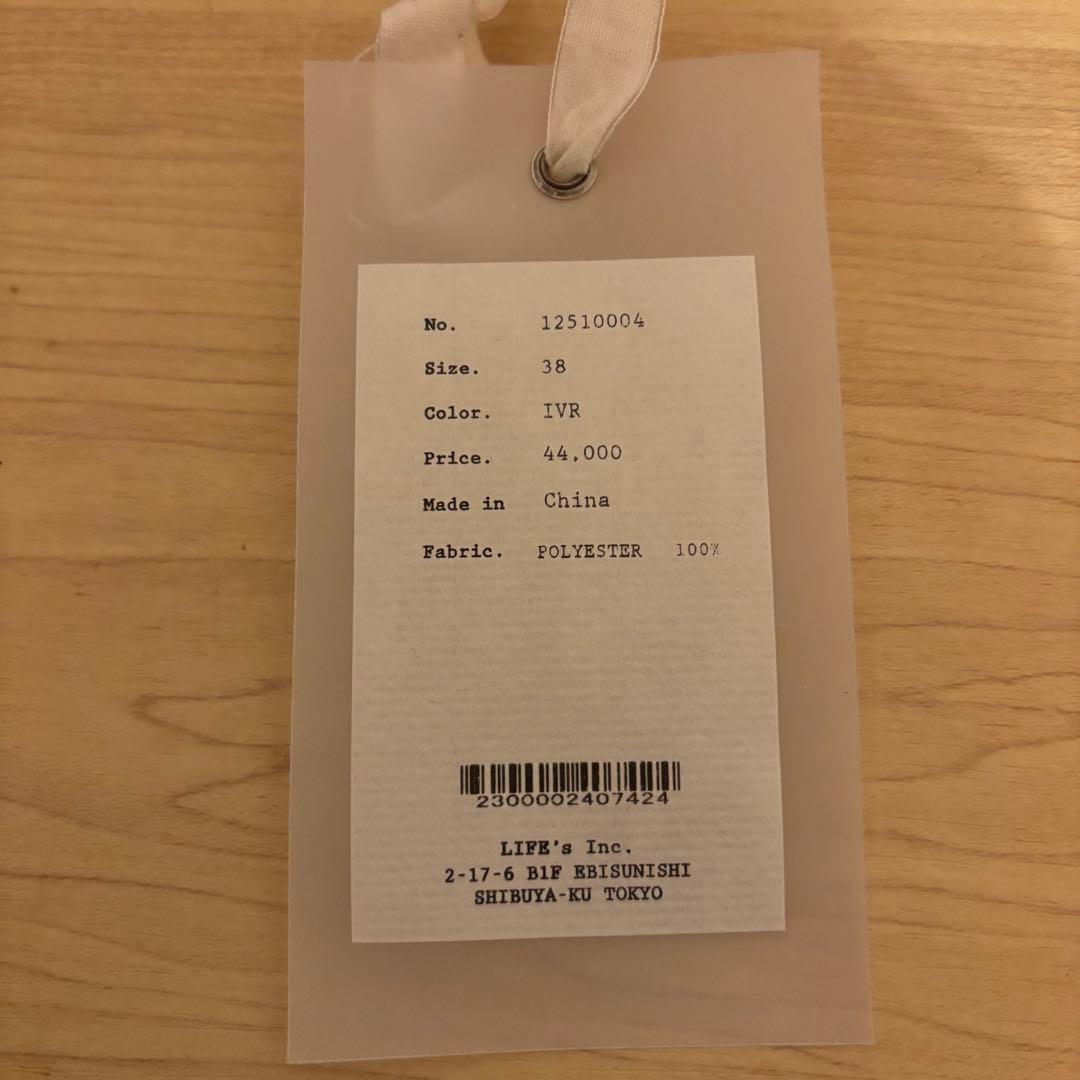 No. 12510004
Size. 38
Color. IVR
Price. 44,000
Made in China
Fabric. POLYESTER 100%
2300002407424
LIFE's Inc.
2-17-6 B1F EBISUNISHI
SHIBUYA-KU TOKYO